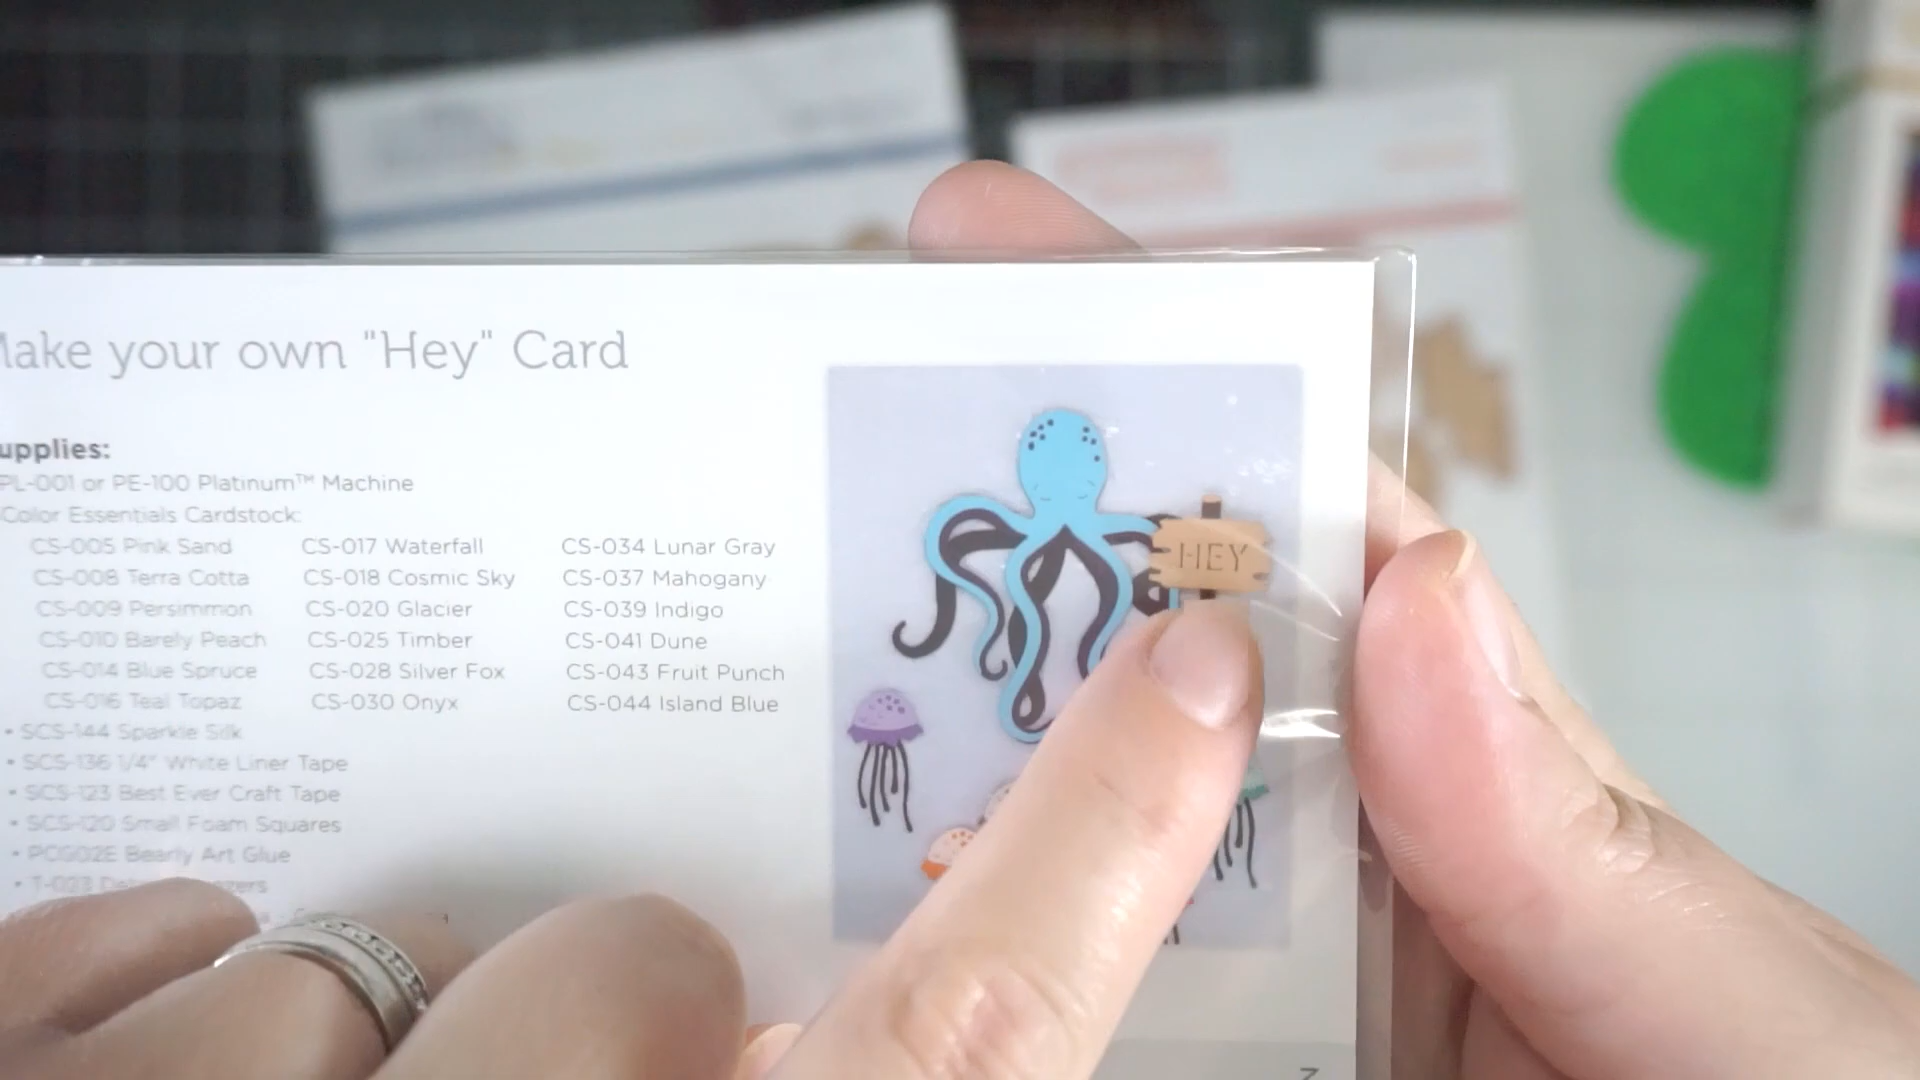 Make your own "Hey" Card
upplies:
PL-001 or PE-100 Platinum™ Machine
Color Essentials Cardstock:
CS-005 Pink Sand CS-017 Waterfall CS-034 Lunar Gray
CS-008 Terra Cotta CS-018 Cosmic Sky CS-037 Mahogany
CS-009 Persimmon CS-020 Glacier CS-039 Indigo
CS-010 Barely Peach CS-025 Timber CS-041 Dune
CS-014 Blue Spruce CS-028 Silver Fox CS-043 Fruit Punch
CS-016 Teal Topaz CS-030 Onyx CS-044 Island Blue
• SCS-144 Sparkle Silk
• SCS-136 1/4" White Liner Tape
• SCS-123 Best Ever Craft Tape
• SCS-120 Small Foam Squares
• PCG02E Bearly Art Glue
• T-023
HEY